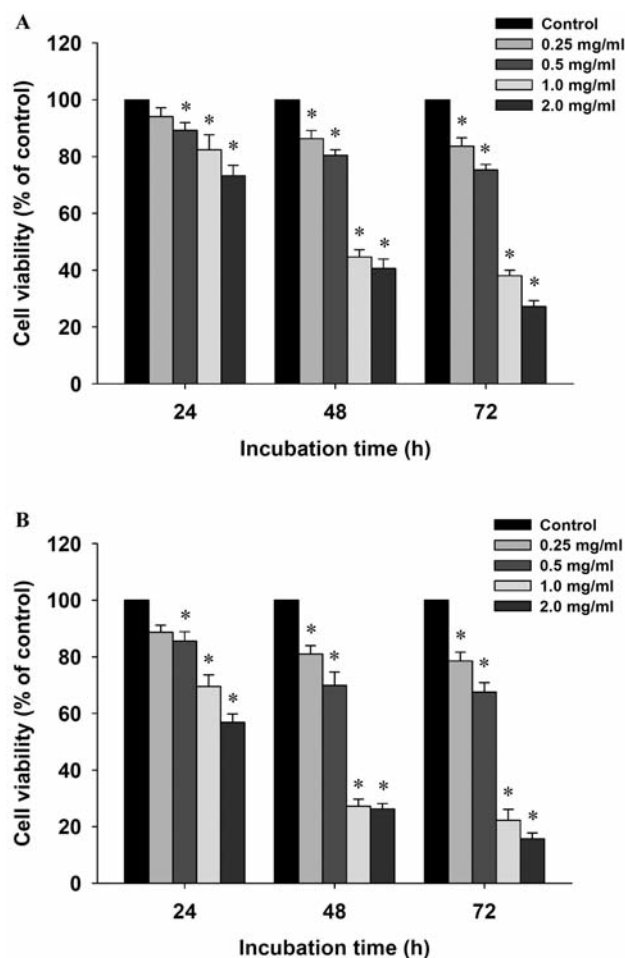 A
Control
0.25 mg/ml
0.5 mg/ml
1.0 mg/ml
2.0 mg/ml
120
100
80
60
40
20
0
Cell viability (% of control)
* * *
* * * *
* * * *
24 48 72
Incubation time (h)
B
Control
0.25 mg/ml
0.5 mg/ml
1.0 mg/ml
2.0 mg/ml
120
100
80
60
40
20
0
Cell viability (% of control)
* * *
* * * *
* * * *
24 48 72
Incubation time (h)